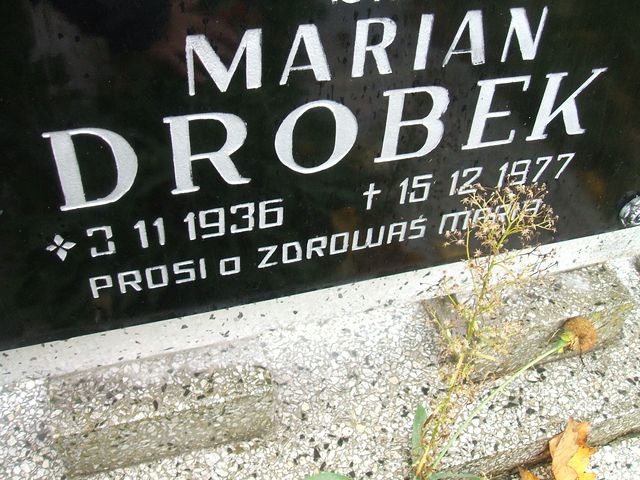 MARIAN
DROBEK
3 11 1936 † 15 12 1977
PROSI O ZDROWAŚ MARIA